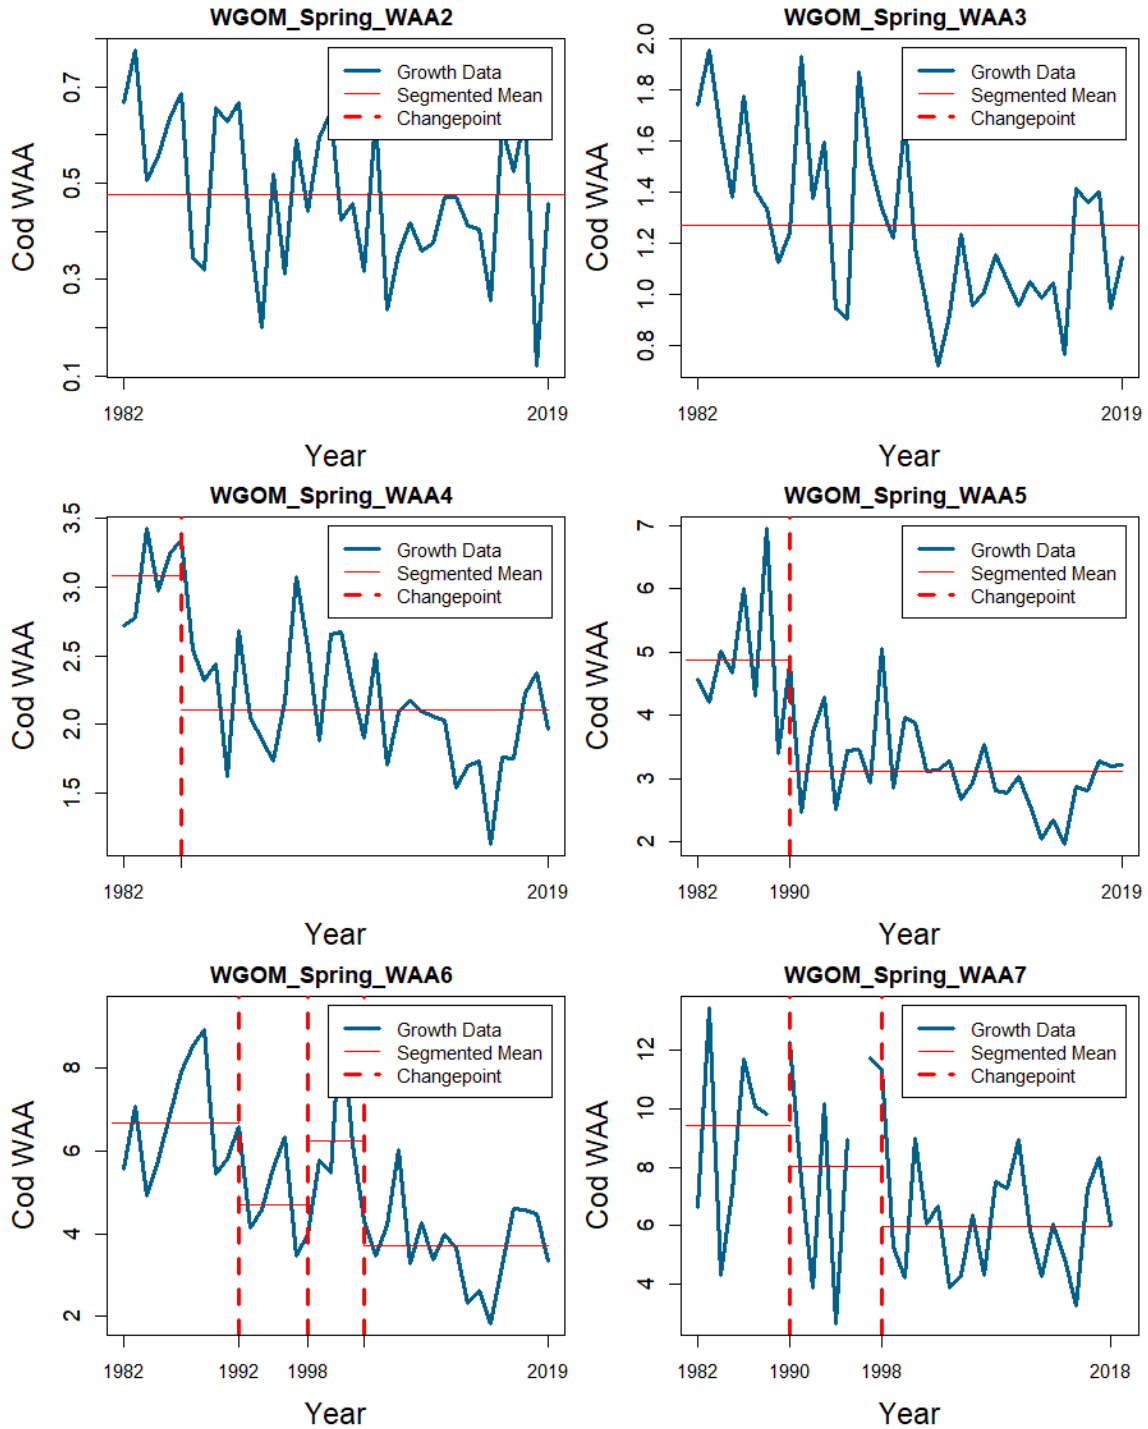 WGOM_Spring_WAA2
Cod WAA
0.7
0.5
0.3
0.1
Growth Data
Segmented Mean
Changepoint
1982
2019
Year
WGOM_Spring_WAA3
Cod WAA
2.0
1.8
1.6
1.4
1.2
1.0
0.8
Growth Data
Segmented Mean
Changepoint
1982
2019
Year
WGOM_Spring_WAA4
Cod WAA
3.5
3.0
2.5
2.0
1.5
Growth Data
Segmented Mean
Changepoint
1982
2019
Year
WGOM_Spring_WAA5
Cod WAA
7
6
5
4
3
2
Growth Data
Segmented Mean
Changepoint
1982
1990
2019
Year
WGOM_Spring_WAA6
Cod WAA
8
6
4
2
Growth Data
Segmented Mean
Changepoint
1982
1992
1998
2019
Year
WGOM_Spring_WAA7
Cod WAA
12
10
8
6
4
Growth Data
Segmented Mean
Changepoint
1982
1990
1998
2018
Year